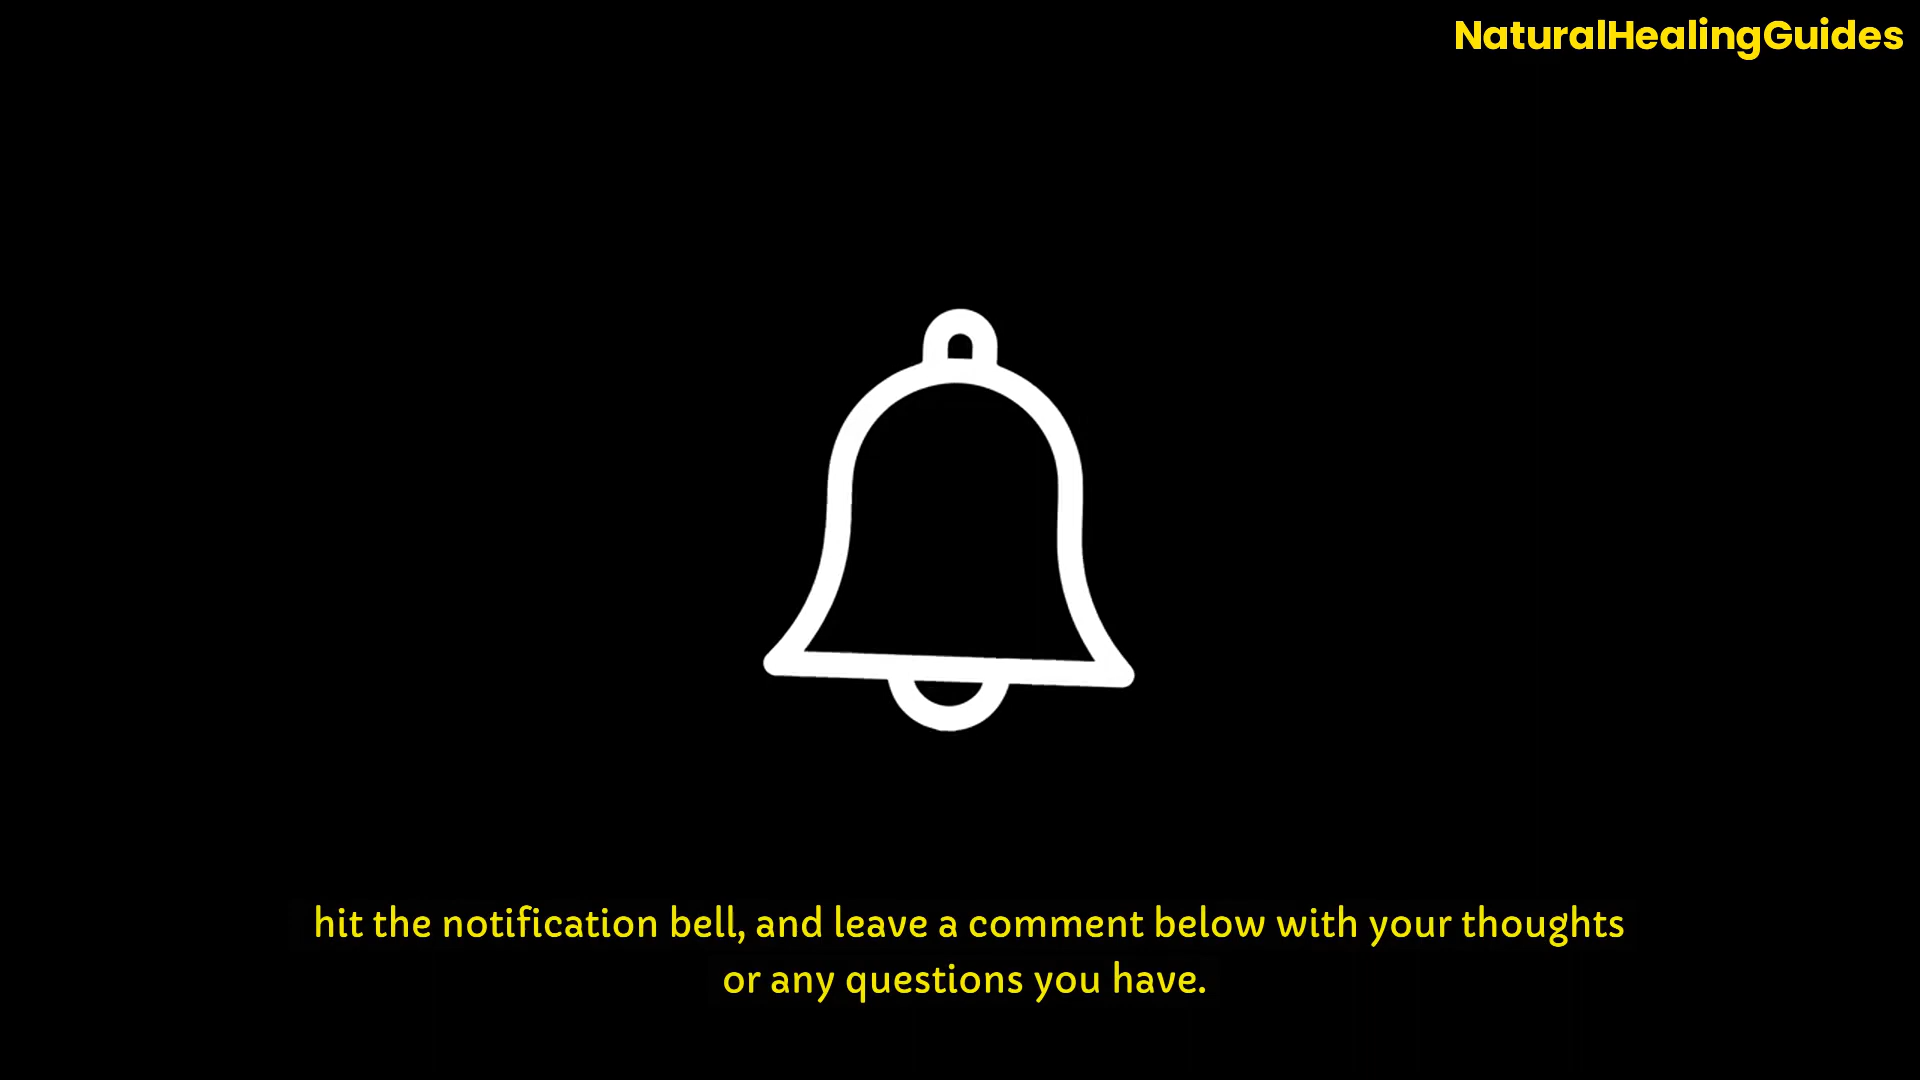 NaturalHealingGuides
hit the notification bell, and leave a comment below with your thoughts
or any questions you have.